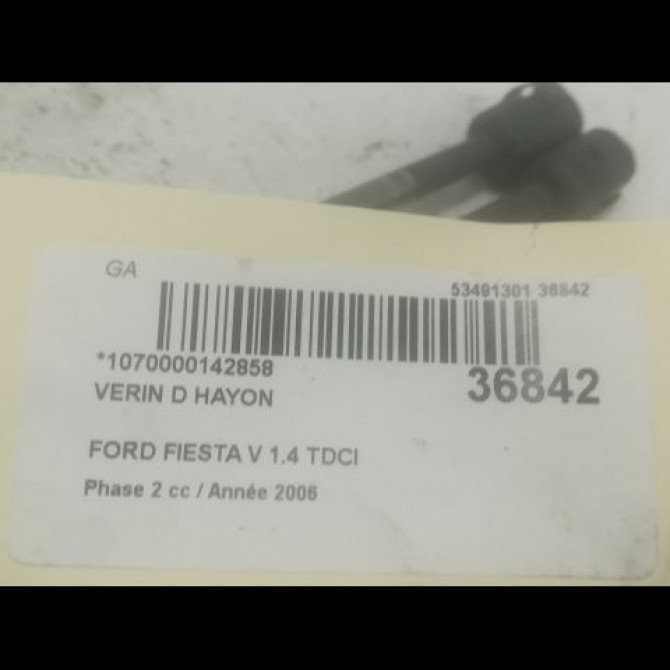 GA
53491301 36842
*1070000142858
36842
VERIN D HAYON
FORD FIESTA V 1.4 TDCI
Phase 2 cc / Année 2006